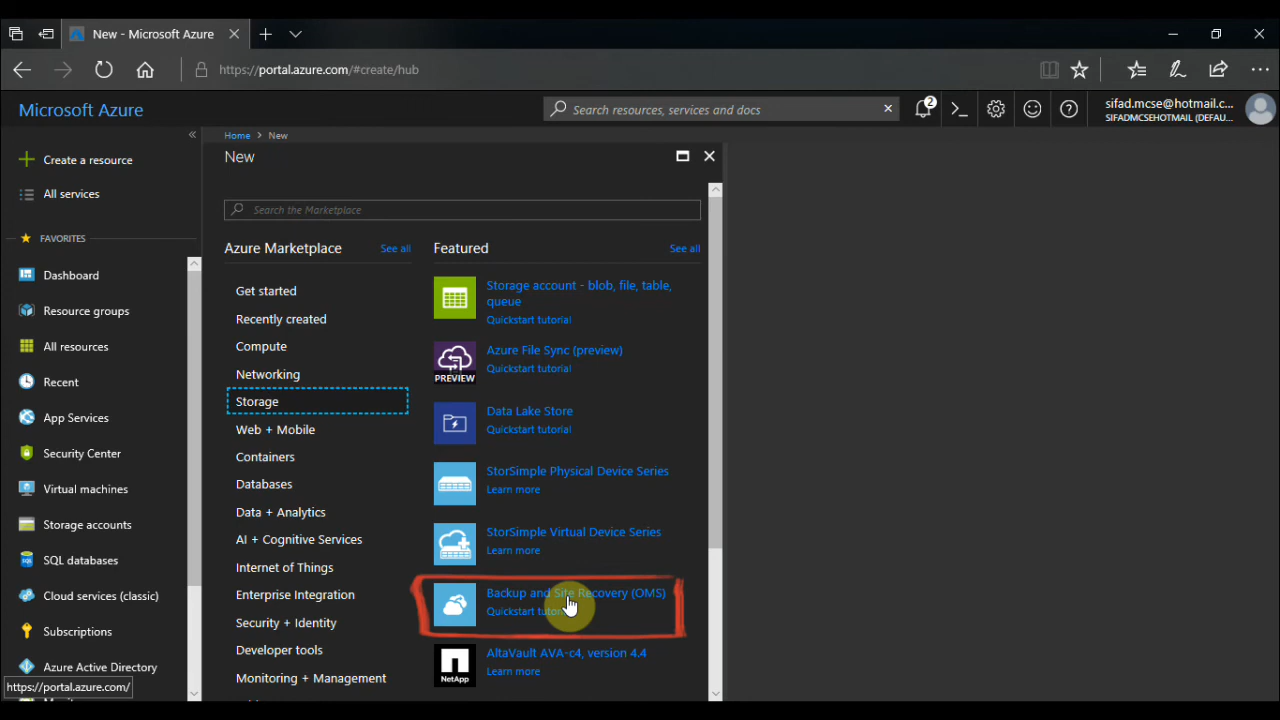 New - Microsoft Azure
https://portal.azure.com/#create/hub
Microsoft Azure
Search resources, services and docs
2
sifad.mcse@hotmail.c...
SIFADMCSEHOTMAIL (DEFAU...
Create a resource
All services
FAVORITES
Dashboard
Resource groups
All resources
Recent
App Services
Security Center
Virtual machines
Storage accounts
SQL databases
Cloud services (classic)
Subscriptions
Azure Active Directory
https://portal.azure.com/
Home > New
New
Search the Marketplace
Azure Marketplace See all
Get started
Recently created
Compute
Networking
Storage
Web + Mobile
Containers
Databases
Data + Analytics
AI + Cognitive Services
Internet of Things
Enterprise Integration
Security + Identity
Developer tools
Monitoring + Management
Featured See all
Storage account - blob, file, table,
queue
Quickstart tutorial
PREVIEW
Azure File Sync (preview)
Quickstart tutorial
Data Lake Store
Quickstart tutorial
StorSimple Physical Device Series
Learn more
StorSimple Virtual Device Series
Learn more
Backup and Site Recovery (OMS)
Quickstart tutorial
NetApp
AltaVault AVA-c4, version 4.4
Learn more